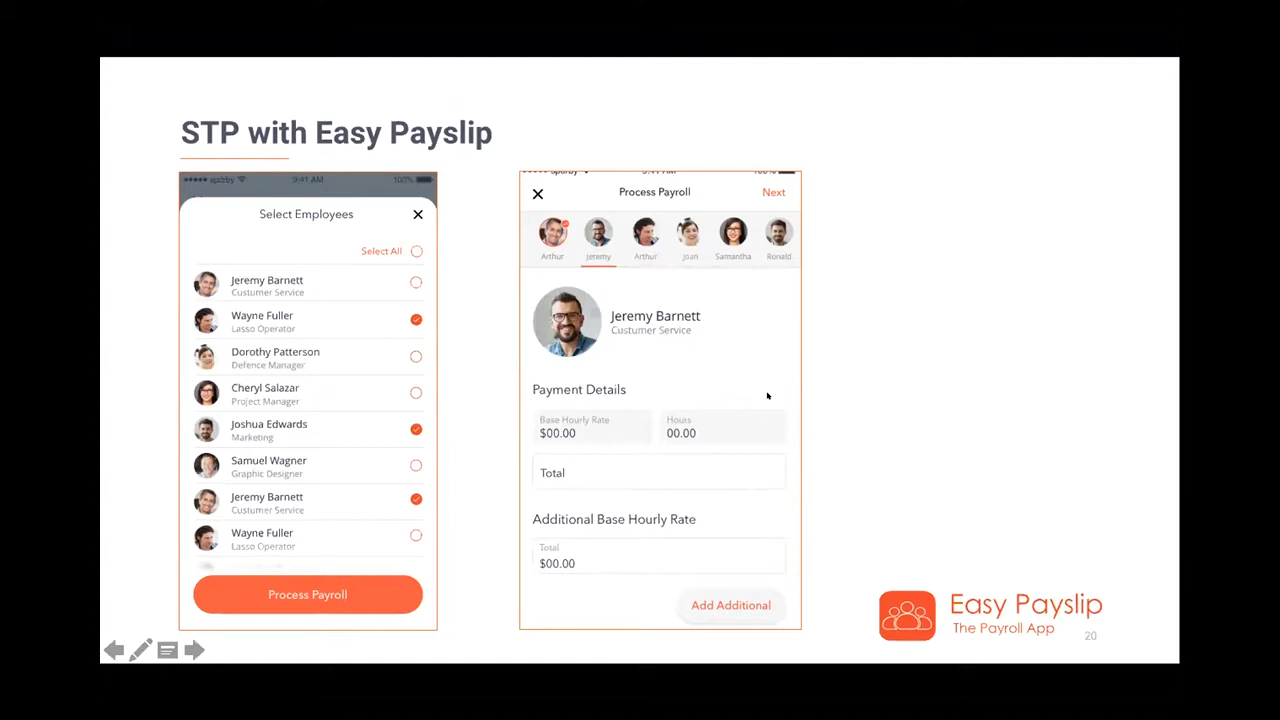 STP with Easy Payslip
9:41 AM
100%
Select Employees
Select All
Jeremy Barnett
Custumer Service
Wayne Fuller
Lasso Operator
Dorothy Patterson
Defence Manager
Cheryl Salazar
Project Manager
Joshua Edwards
Marketing
Samuel Wagner
Graphic Designer
Jeremy Barnett
Custumer Service
Wayne Fuller
Lasso Operator
Process Payroll
Process Payroll
Next
Arthur
Jeremy
Arthur
Joan
Samantha
Ronald
Jeremy Barnett
Custumer Service
Payment Details
Base Hourly Rate
$00.00
Hours
00.00
Total
Additional Base Hourly Rate
Total
$00.00
Add Additional
Easy Payslip
The Payroll App
20